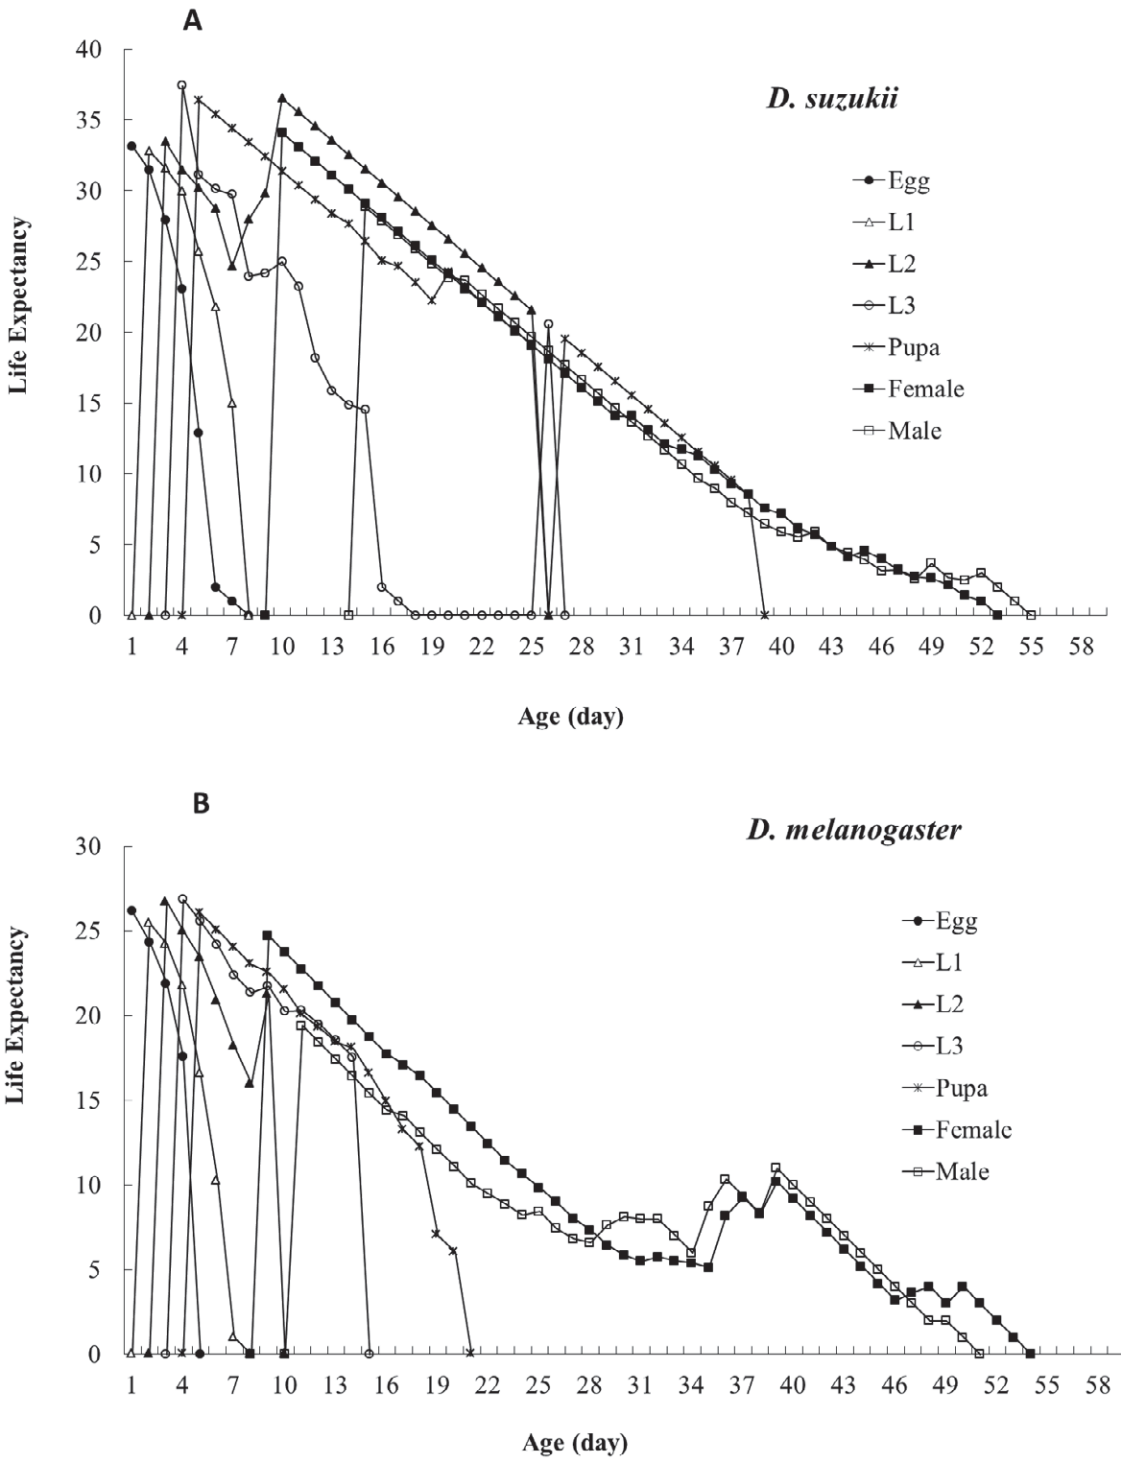 A
D. suzukii
Life Expectancy
40
35
30
25
20
15
10
5
0
Egg
L1
L2
L3
Pupa
Female
Male
1 4 7 10 13 16 19 22 25 28 31 34 37 40 43 46 49 52 55 58
Age (day)
B
D. melanogaster
Life Expectancy
30
25
20
15
10
5
0
Egg
L1
L2
L3
Pupa
Female
Male
1 4 7 10 13 16 19 22 25 28 31 34 37 40 43 46 49 52 55 58
Age (day)